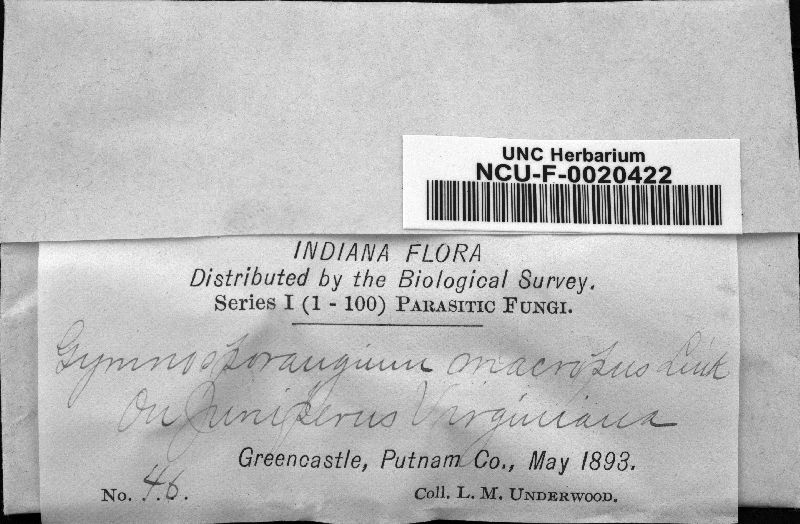 UNC Herbarium
NCU-F-0020422
INDIANA FLORA
Distributed by the Biological Survey.
Series I (1 - 100) PARASITIC FUNGI.
Gymnosporangium macropus Link
On Juniperus Virginiana
Greencastle, Putnam Co., May 1893.
No. 46.
Coll. L. M. UNDERWOOD.